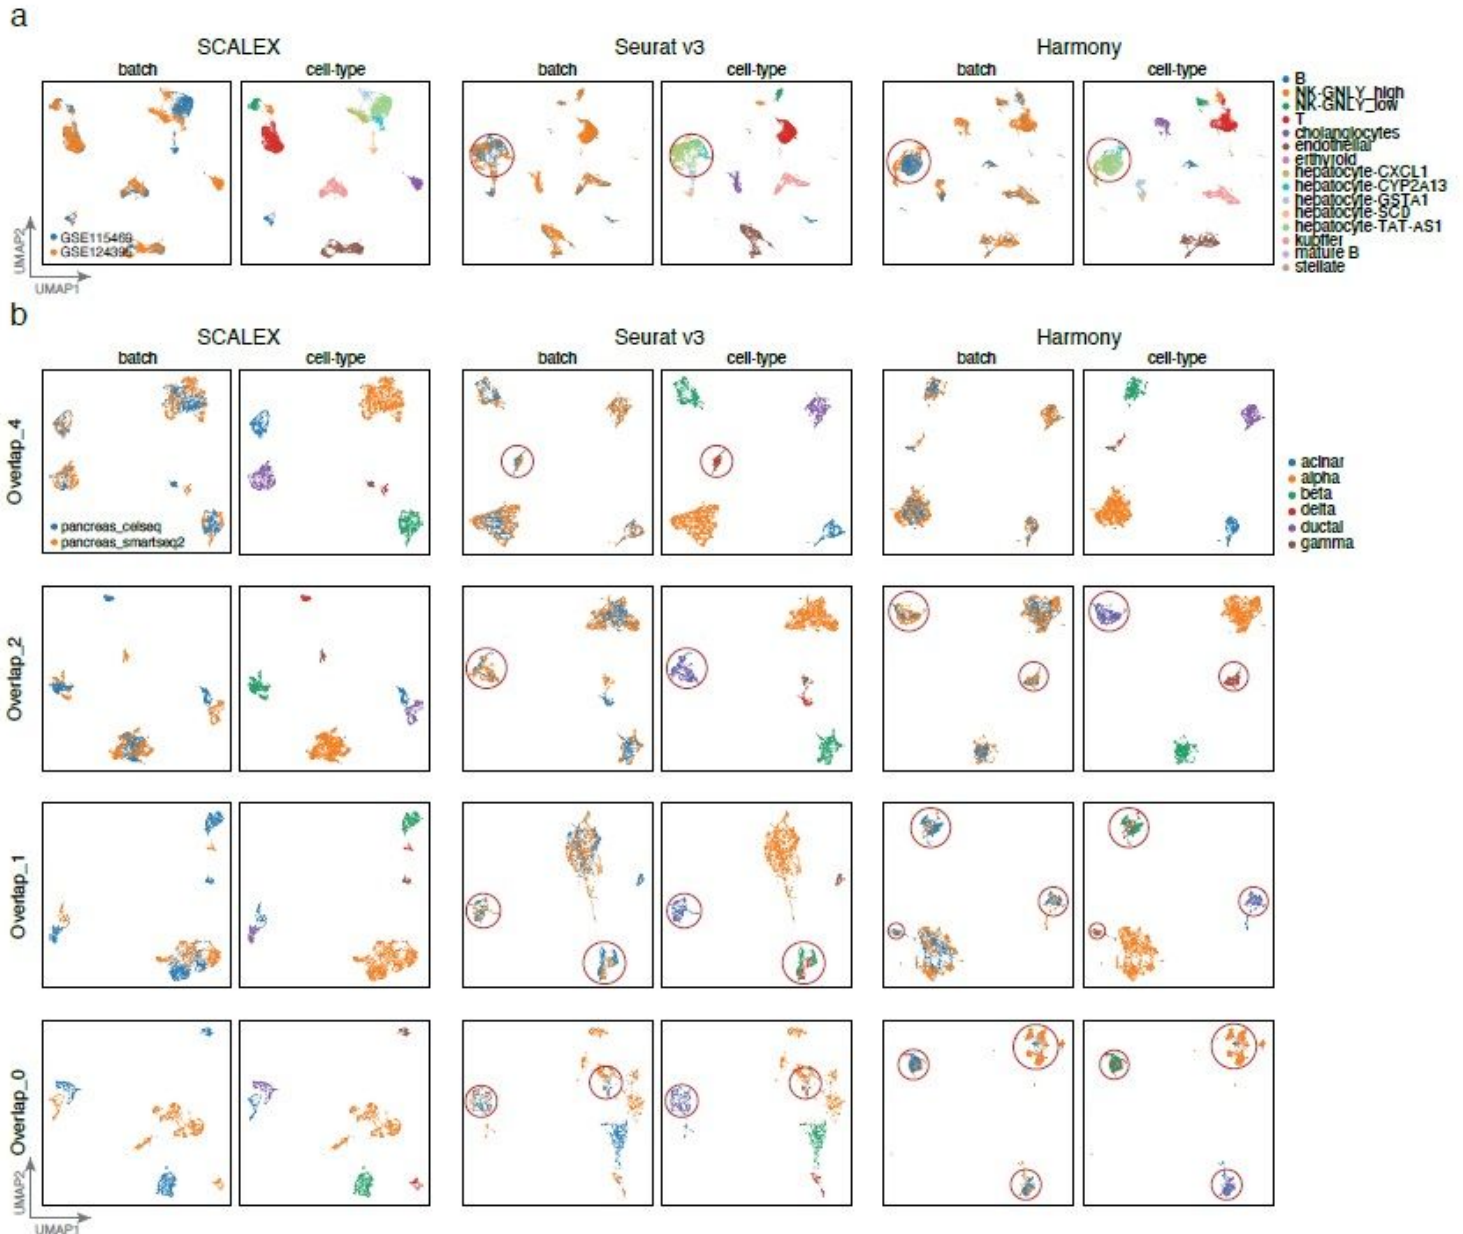 a
SCALEX
Seurat v3
Harmony
batch
cell-type
batch
cell-type
batch
cell-type
B
NK-GNLY_high
NK-GNLY_low
T
cholangiocytes
endothelial
erthyroid
hepatocyte-CXCL1
hepatocyte-CYP2A13
hepatocyte-GSTA1
hepatocyte-SCD
hepatocyte-TAT-AS1
kupffer
mature B
stellate
GSE115469
GSE124395
UMAP2
UMAP1
b
SCALEX
Seurat v3
Harmony
batch
cell-type
batch
cell-type
batch
cell-type
Overlap_4
pancreas_celseq
pancreas_smartseq2
acinar
alpha
beta
delta
ductal
gamma
Overlap_2
Overlap_1
Overlap_0
UMAP2
UMAP1